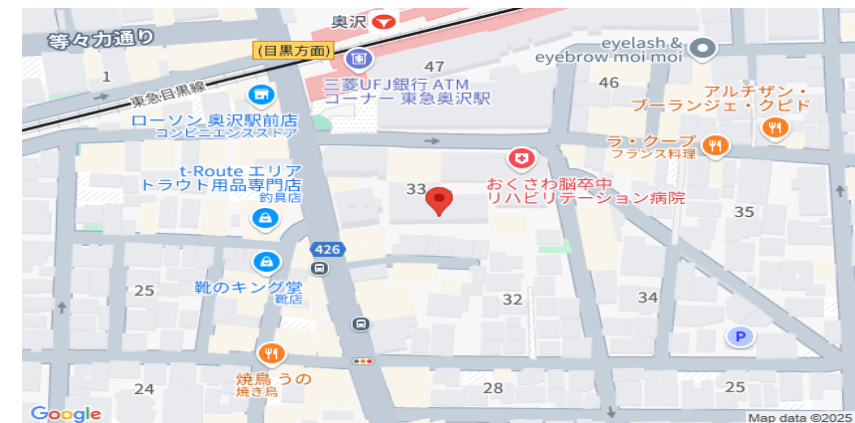 奥沢
等々力通り
(目黒方面)
47
eyelash &
eyebrow moi moi
1
三菱UFJ銀行 ATM
コーナー 東急奥沢駅
46
東急目黒線
アルチザン・
ブーランジェ・クピド
ローソン 奥沢駅前店
コンビニエンスストア
ラ・クープ
フランス料理
t-Route エリア
トラウト用品専門店
釣具店
33
おくさわ脳卒中
リハビリテーション病院
35
426
25
靴のキング堂
靴店
32
34
P
焼鳥 うの
焼き鳥
24
28
25
Google
Map data ©2025